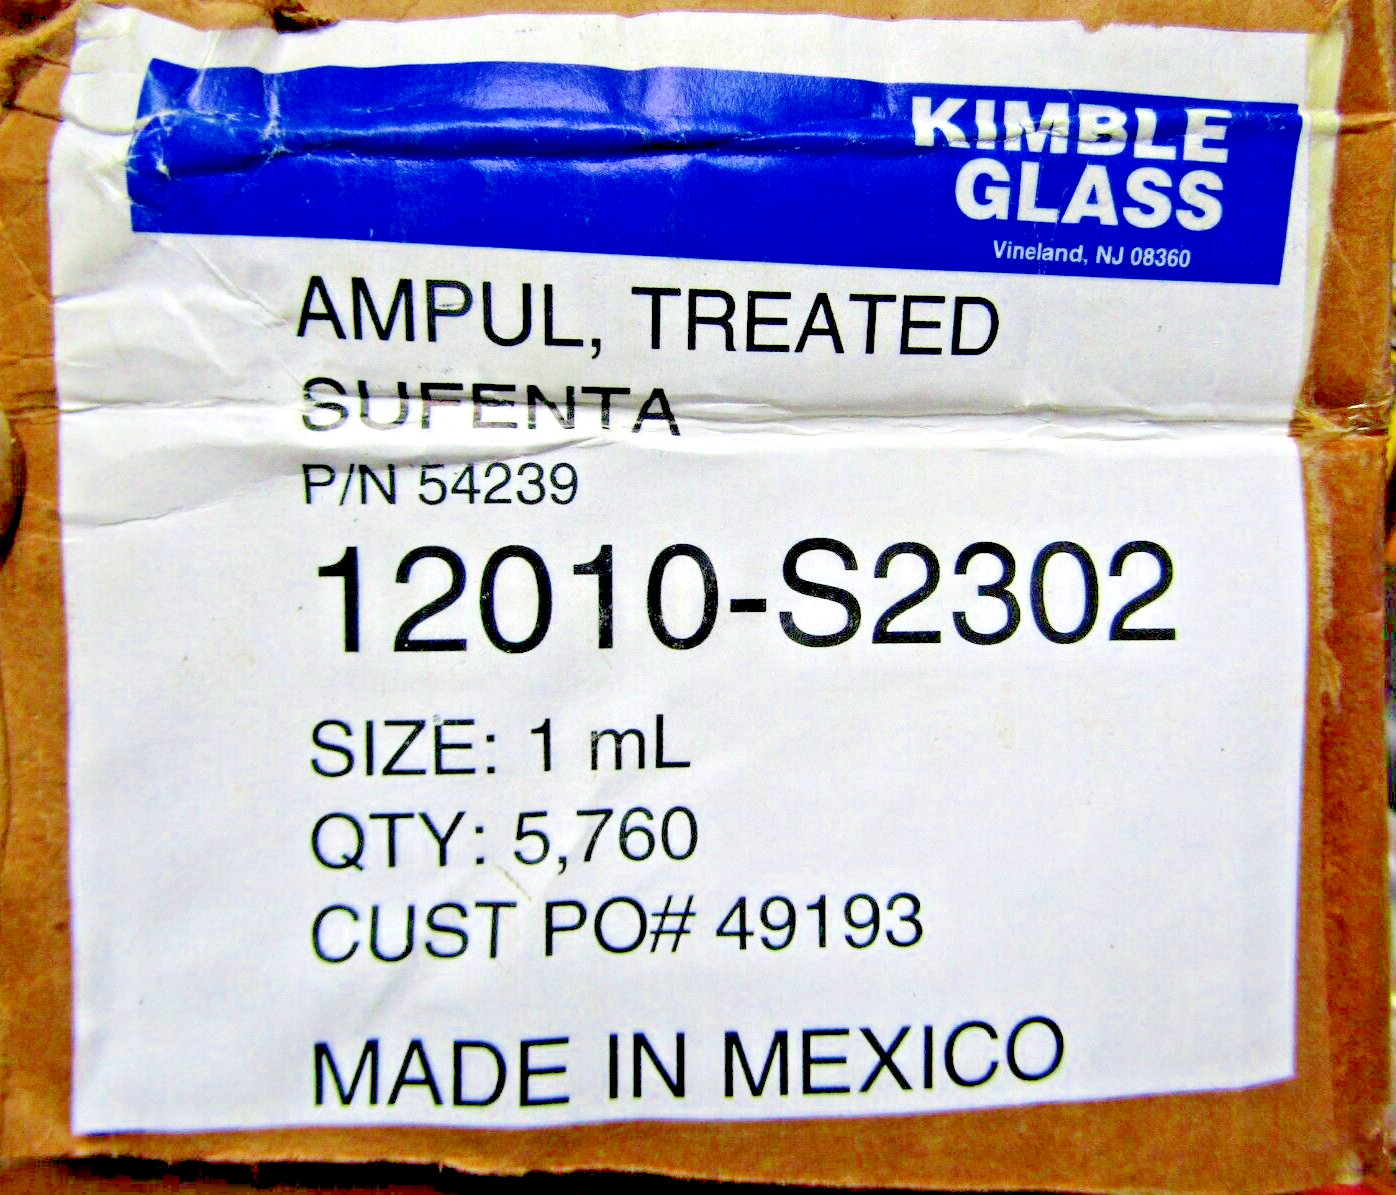 KIMBLE
GLASS
Vineland, NJ 08360
AMPUL, TREATED
SUFENTA
P/N 54239
12010-S2302
SIZE: 1 mL
QTY: 5,760
CUST PO# 49193
MADE IN MEXICO